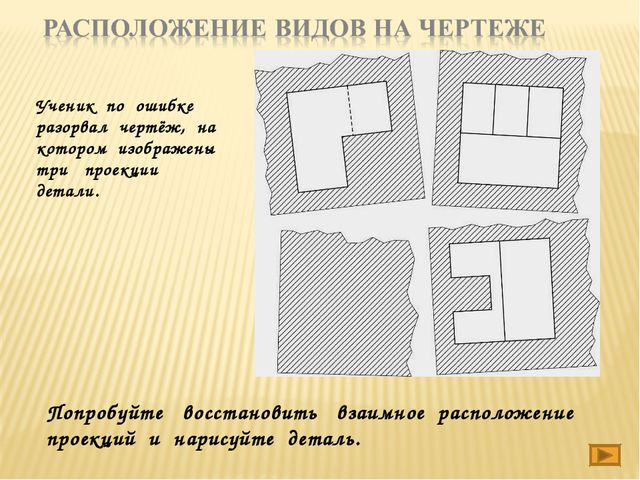 РАСПОЛОЖЕНИЕ ВИДОВ НА ЧЕРТЕЖЕ
Ученик по ошибке
разорвал чертёж, на
котором изображены
три проекции
детали.
Попробуйте восстановить взаимное расположение
проекций и нарисуйте деталь.